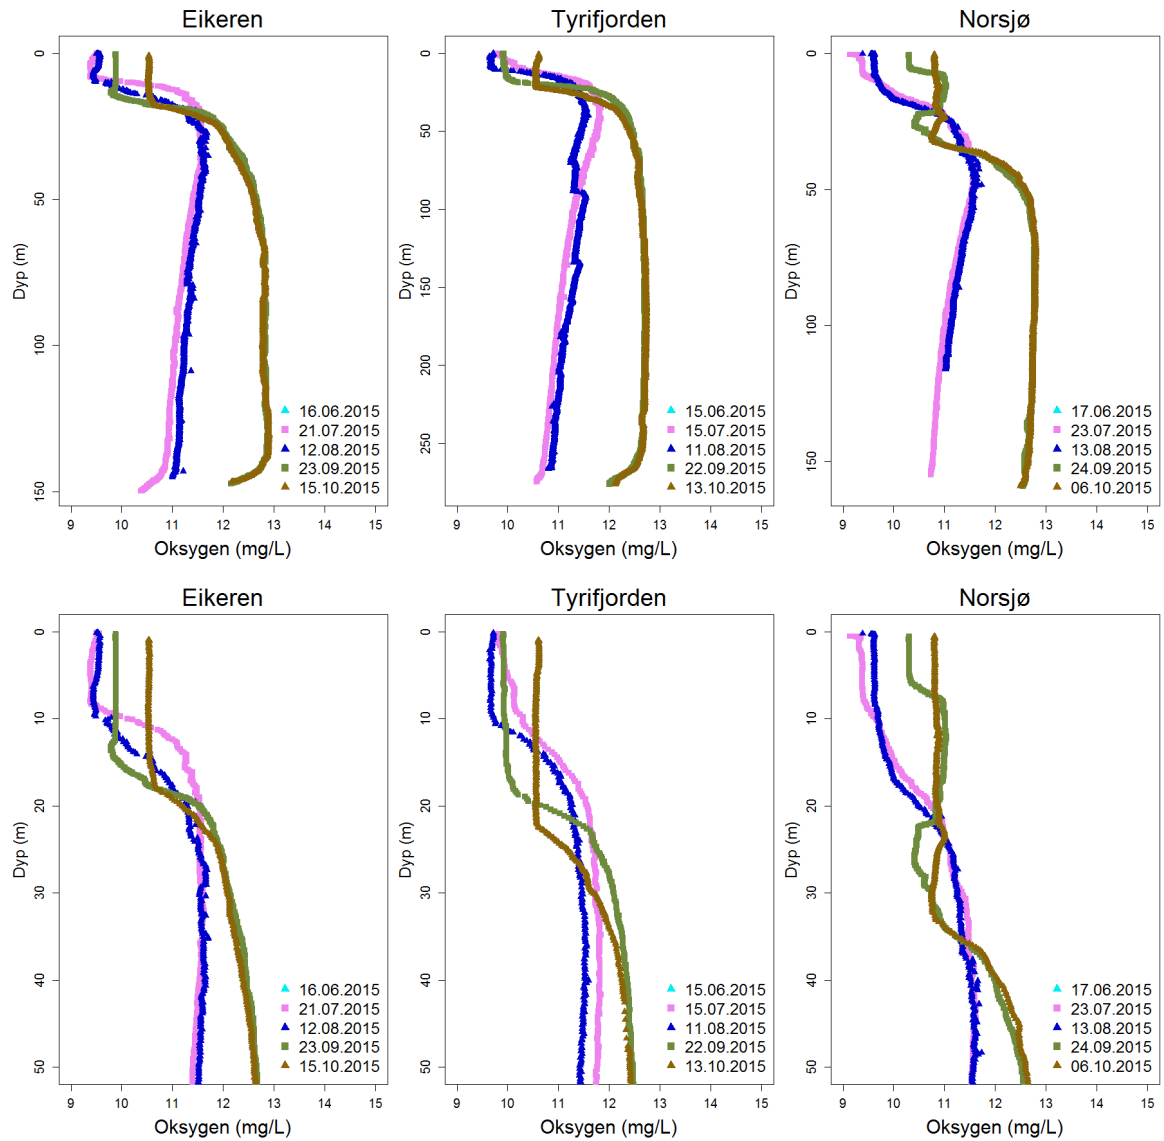 Eikeren
Tyrifjorden
Norsjø
Dyp (m)
0
50
100
150
9 10 11 12 13 14 15
Oksygen (mg/L)
16.06.2015
21.07.2015
12.08.2015
23.09.2015
15.10.2015
Dyp (m)
0
50
100
150
200
250
9 10 11 12 13 14 15
Oksygen (mg/L)
15.06.2015
15.07.2015
11.08.2015
22.09.2015
13.10.2015
Dyp (m)
0
50
100
150
9 10 11 12 13 14 15
Oksygen (mg/L)
17.06.2015
23.07.2015
13.08.2015
24.09.2015
06.10.2015
Eikeren
Tyrifjorden
Norsjø
Dyp (m)
0
10
20
30
40
50
9 10 11 12 13 14 15
Oksygen (mg/L)
16.06.2015
21.07.2015
12.08.2015
23.09.2015
15.10.2015
Dyp (m)
0
10
20
30
40
50
9 10 11 12 13 14 15
Oksygen (mg/L)
15.06.2015
15.07.2015
11.08.2015
22.09.2015
13.10.2015
Dyp (m)
0
10
20
30
40
50
9 10 11 12 13 14 15
Oksygen (mg/L)
17.06.2015
23.07.2015
13.08.2015
24.09.2015
06.10.2015